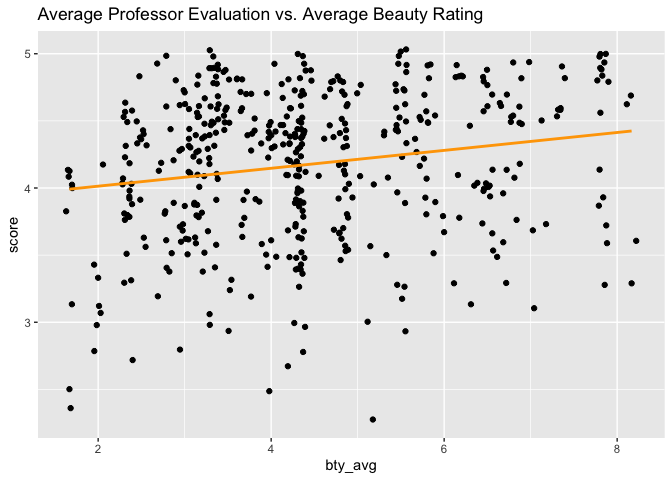 Average Professor Evaluation vs. Average Beauty Rating
5
4
3
score
2 4 6 8
bty_avg